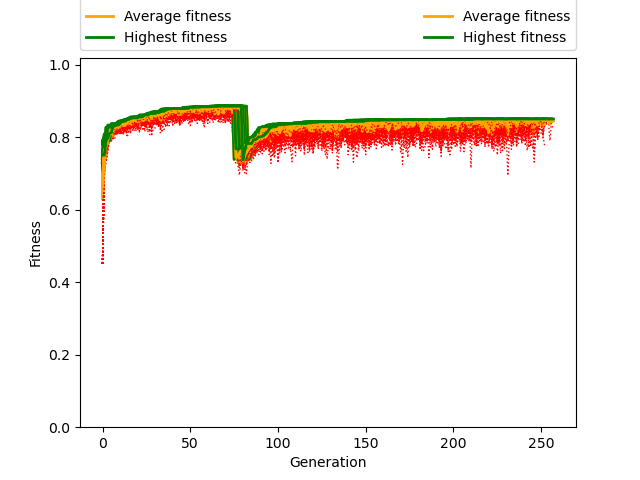 Average fitness Average fitness
Highest fitness Highest fitness
1.0
0.8
0.6
0.4
0.2
0.0
Fitness
0 50 100 150 200 250
Generation